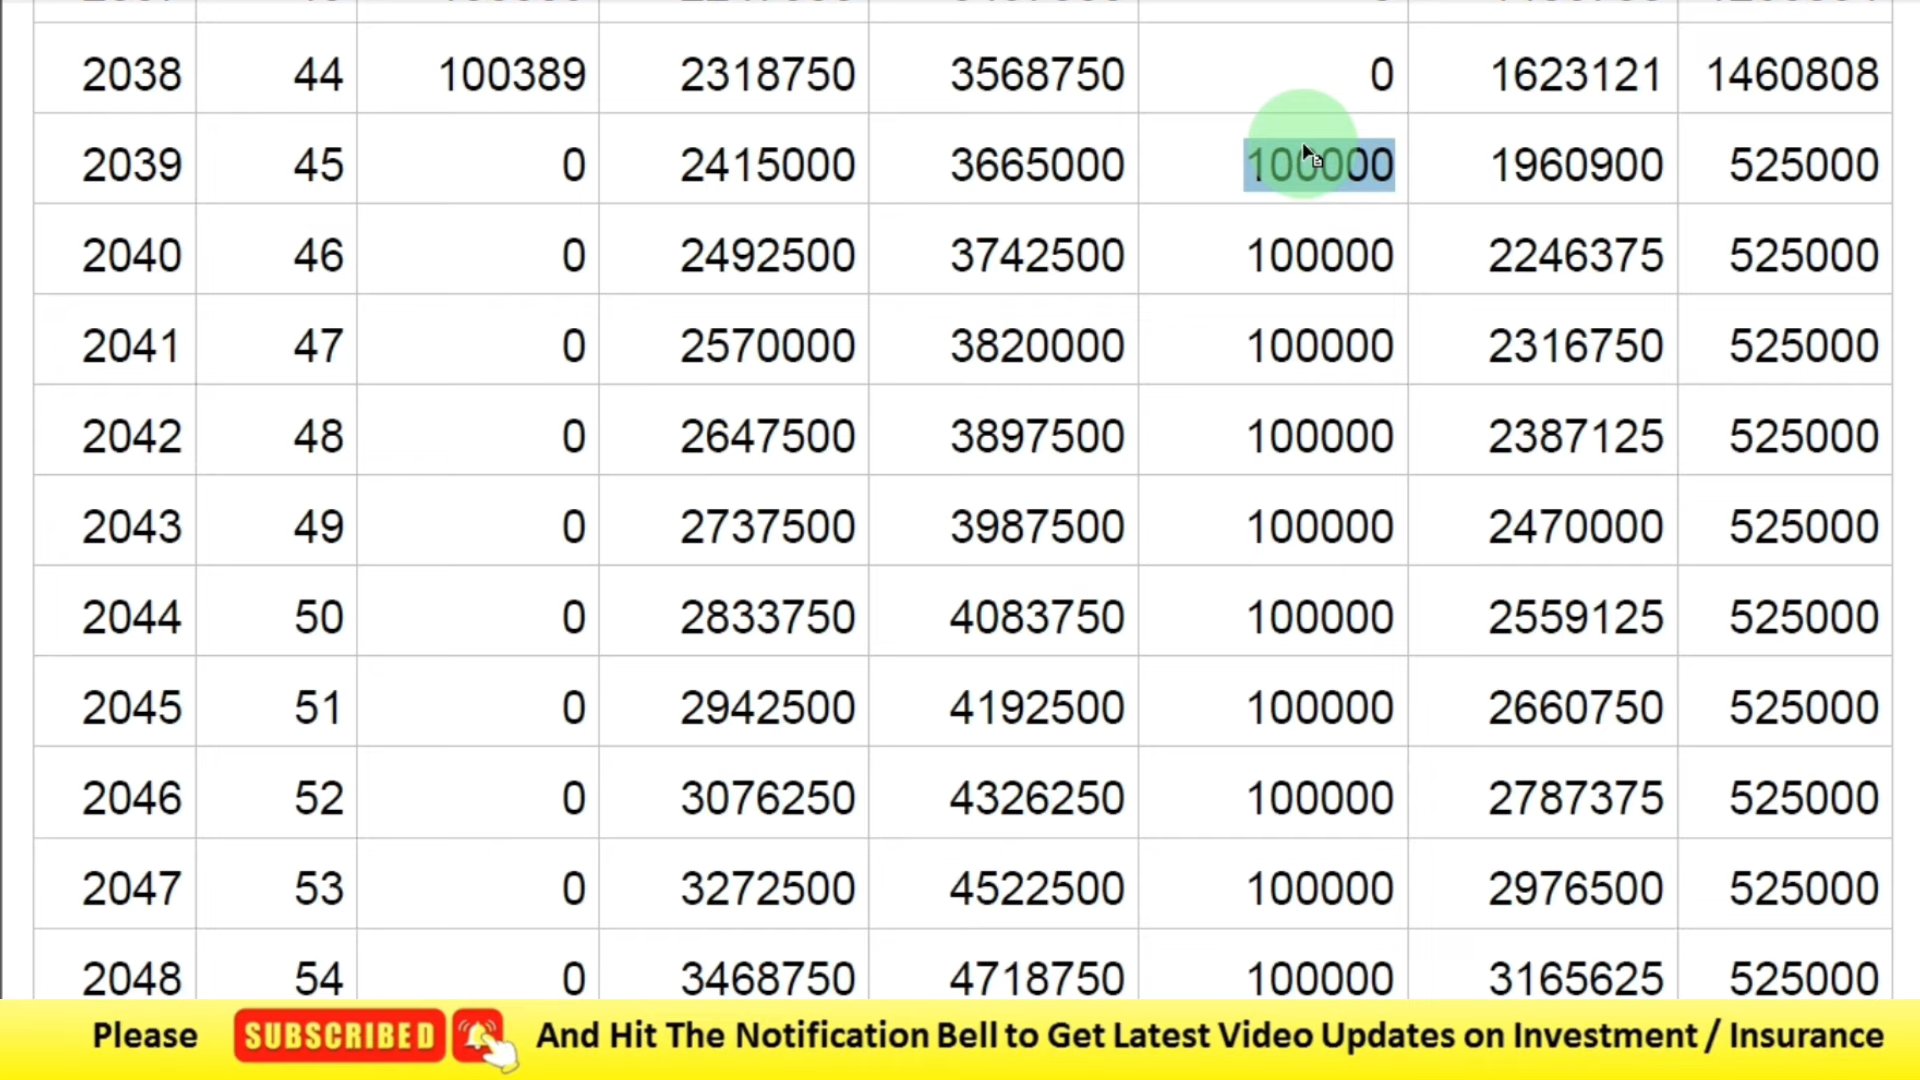 2038 44 100389 2318750 3568750 0 1623121 1460808
2039 45 0 2415000 3665000 100000 1960900 525000
2040 46 0 2492500 3742500 100000 2246375 525000
2041 47 0 2570000 3820000 100000 2316750 525000
2042 48 0 2647500 3897500 100000 2387125 525000
2043 49 0 2737500 3987500 100000 2470000 525000
2044 50 0 2833750 4083750 100000 2559125 525000
2045 51 0 2942500 4192500 100000 2660750 525000
2046 52 0 3076250 4326250 100000 2787375 525000
2047 53 0 3272500 4522500 100000 2976500 525000
2048 54 0 3468750 4718750 100000 3165625 525000
Please SUBSCRIBED And Hit The Notification Bell to Get Latest Video Updates on Investment / Insurance